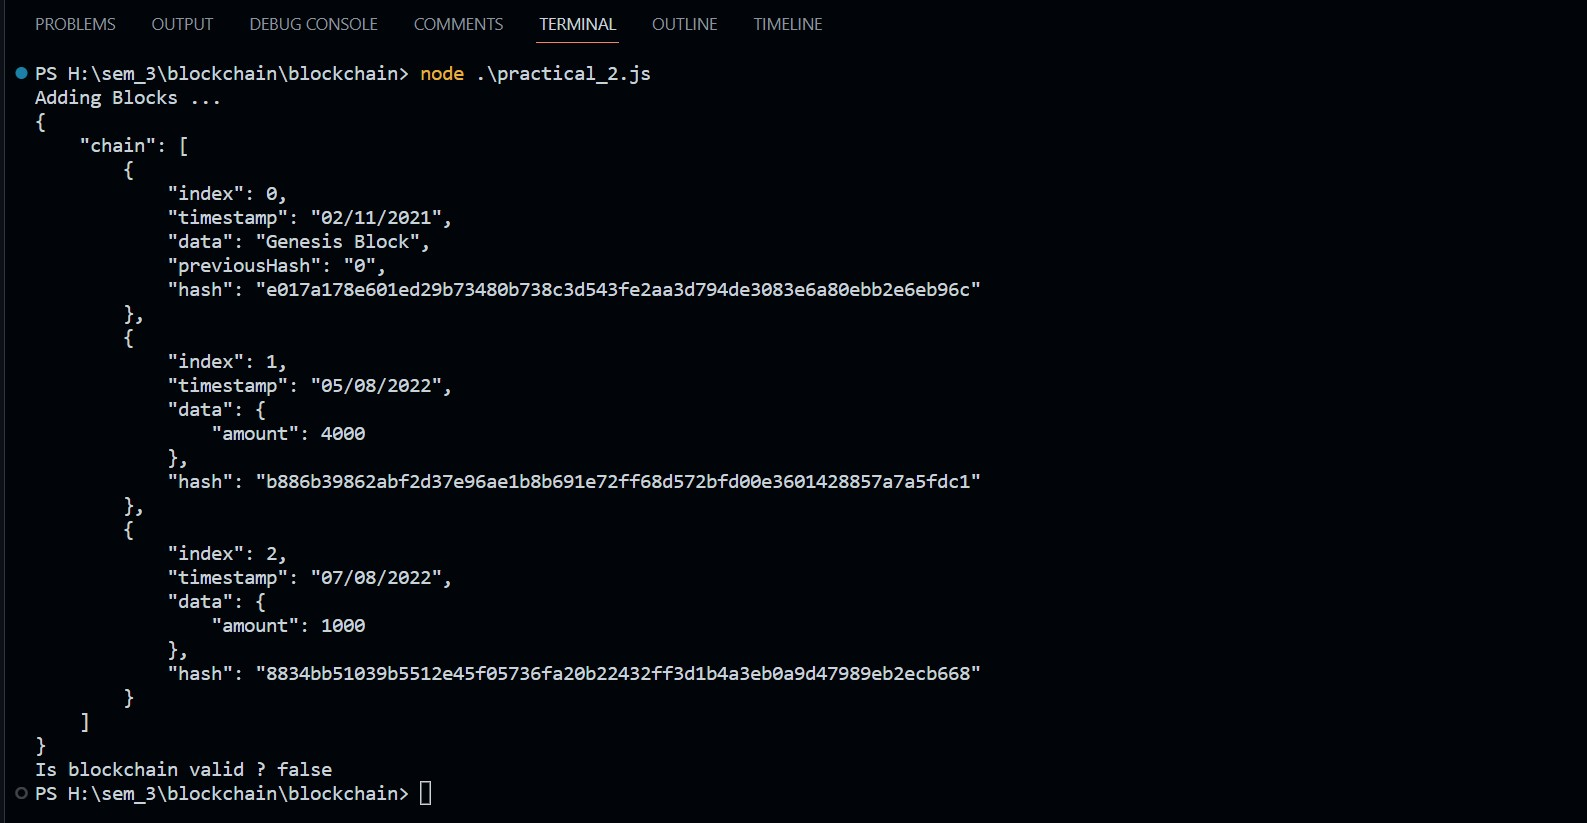 PROBLEMS OUTPUT DEBUG CONSOLE COMMENTS TERMINAL OUTLINE TIMELINE
PS H:\sem_3\blockchain\blockchain> node .\practical_2.js
Adding Blocks ...
{
    "chain": [
        {
            "index": 0,
            "timestamp": "02/11/2021",
            "data": "Genesis Block",
            "previousHash": "0",
            "hash": "e017a178e601ed29b73480b738c3d543fe2aa3d794de3083e6a80ebb2e6eb96c"
        },
        {
            "index": 1,
            "timestamp": "05/08/2022",
            "data": {
                "amount": 4000
            },
            "hash": "b886b39862abf2d37e96ae1b8b691e72ff68d572bfd00e3601428857a7a5fdc1"
        },
        {
            "index": 2,
            "timestamp": "07/08/2022",
            "data": {
                "amount": 1000
            },
            "hash": "8834bb51039b5512e45f05736fa20b22432ff3d1b4a3eb0a9d47989eb2ecb668"
        }
    ]
}
Is blockchain valid ? false
PS H:\sem_3\blockchain\blockchain>